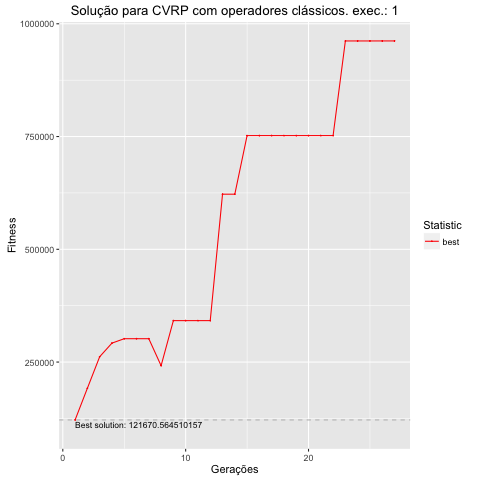 Solução para CVRP com operadores clássicos. exec.: 1
1000000
750000
500000
250000
Fitness
Best solution: 121670.564510157
0
10
20
Gerações
Statistic
best